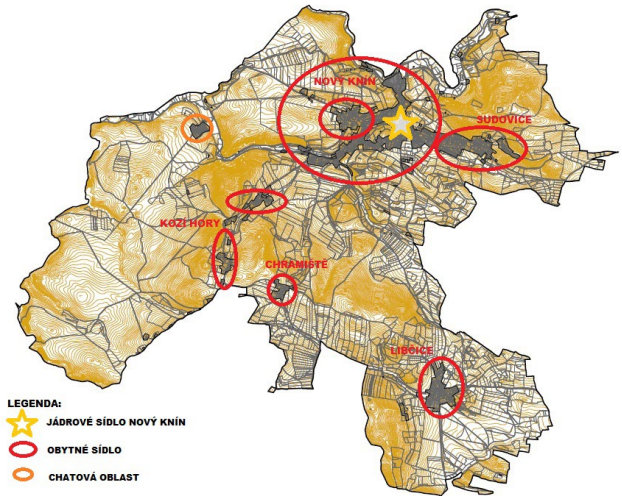 NOVÝ KNÍN
SUDOVICE
KOZÍ HORY
CHRAMIŠTĚ
LIBČICE
LEGENDA:
JÁDROVÉ SÍDLO NOVÝ KNÍN
OBYTNÉ SÍDLO
CHATOVÁ OBLAST